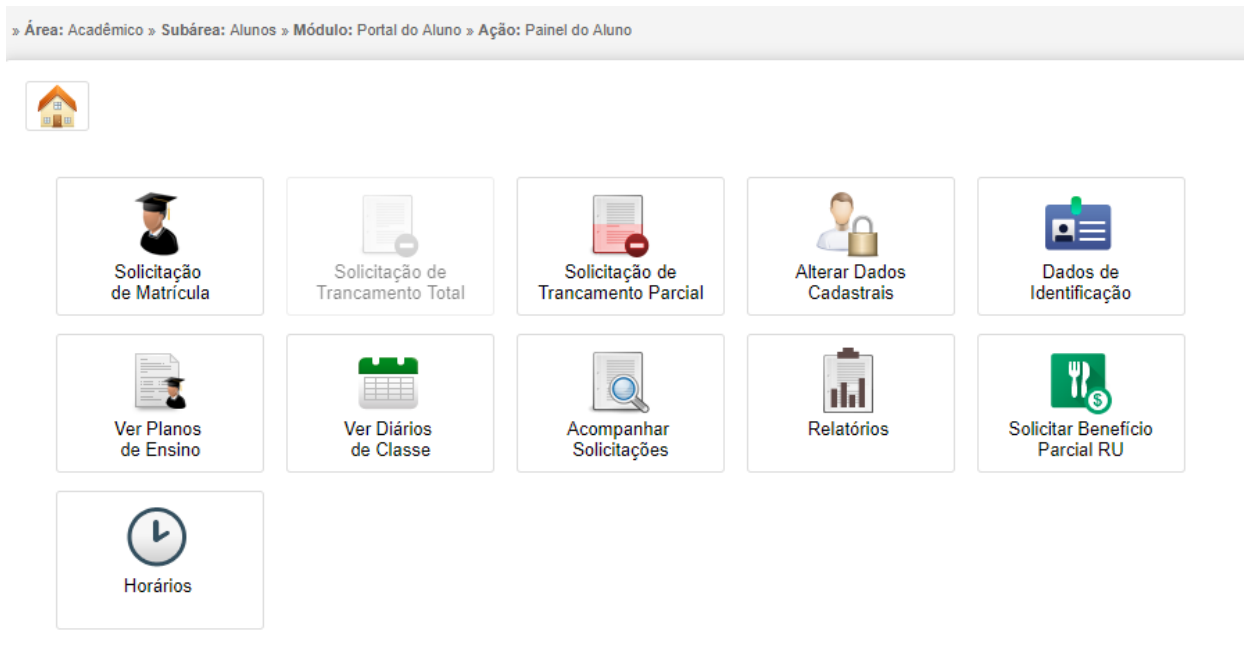 » Área: Acadêmico » Subárea: Alunos » Módulo: Portal do Aluno » Ação: Painel do Aluno
Solicitação
de Matrícula
Solicitação de
Trancamento Total
Solicitação de
Trancamento Parcial
Alterar Dados
Cadastrais
Dados de
Identificação
Ver Planos
de Ensino
Ver Diários
de Classe
Acompanhar
Solicitações
Relatórios
$
Solicitar Benefício
Parcial RU
Horários